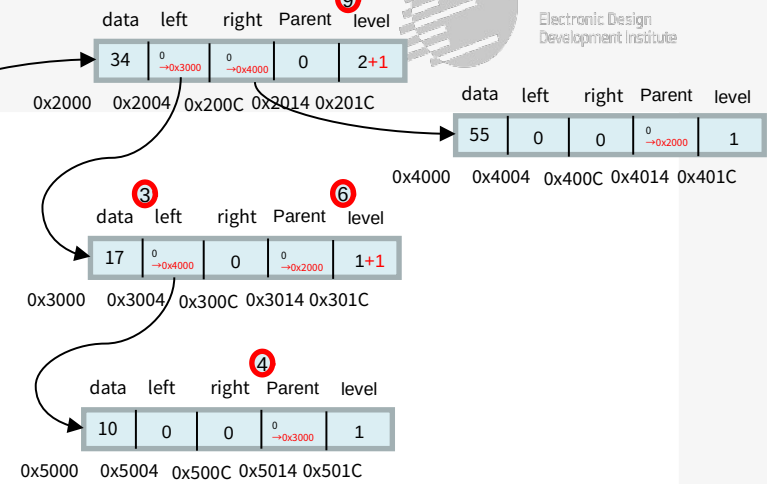 ⑨
data left right Parent level
Electronic Design
Development Institute
34 0 →0x3000 0 →0x4000 0 2+1
0x2000 0x2004 0x200C 0x2014 0x201C
data left right Parent level
55 0 0 0 →0x2000 1
0x4000 0x4004 0x400C 0x4014 0x401C
③ ⑥
data left right Parent level
17 0 →0x4000 0 0 →0x2000 1+1
0x3000 0x3004 0x300C 0x3014 0x301C
④
data left right Parent level
10 0 0 0 →0x3000 1
0x5000 0x5004 0x500C 0x5014 0x501C